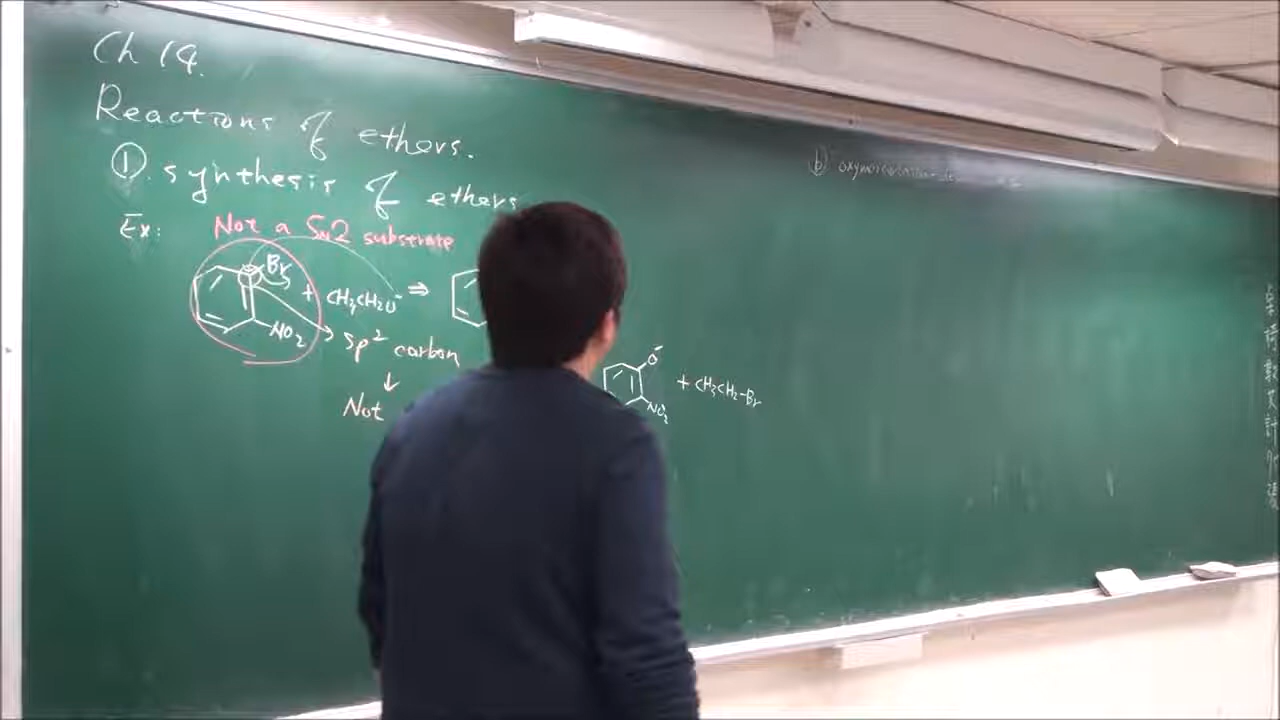 Ch 14.
Reactions of ethers.
① synthesis of ethers
Ex: Not a SN2 substrate
Br
+ CH3CH2O- ⇒
NO2
sp2 carbon
↓
Not
O-
+ CH3CH2-Br
NO2
b